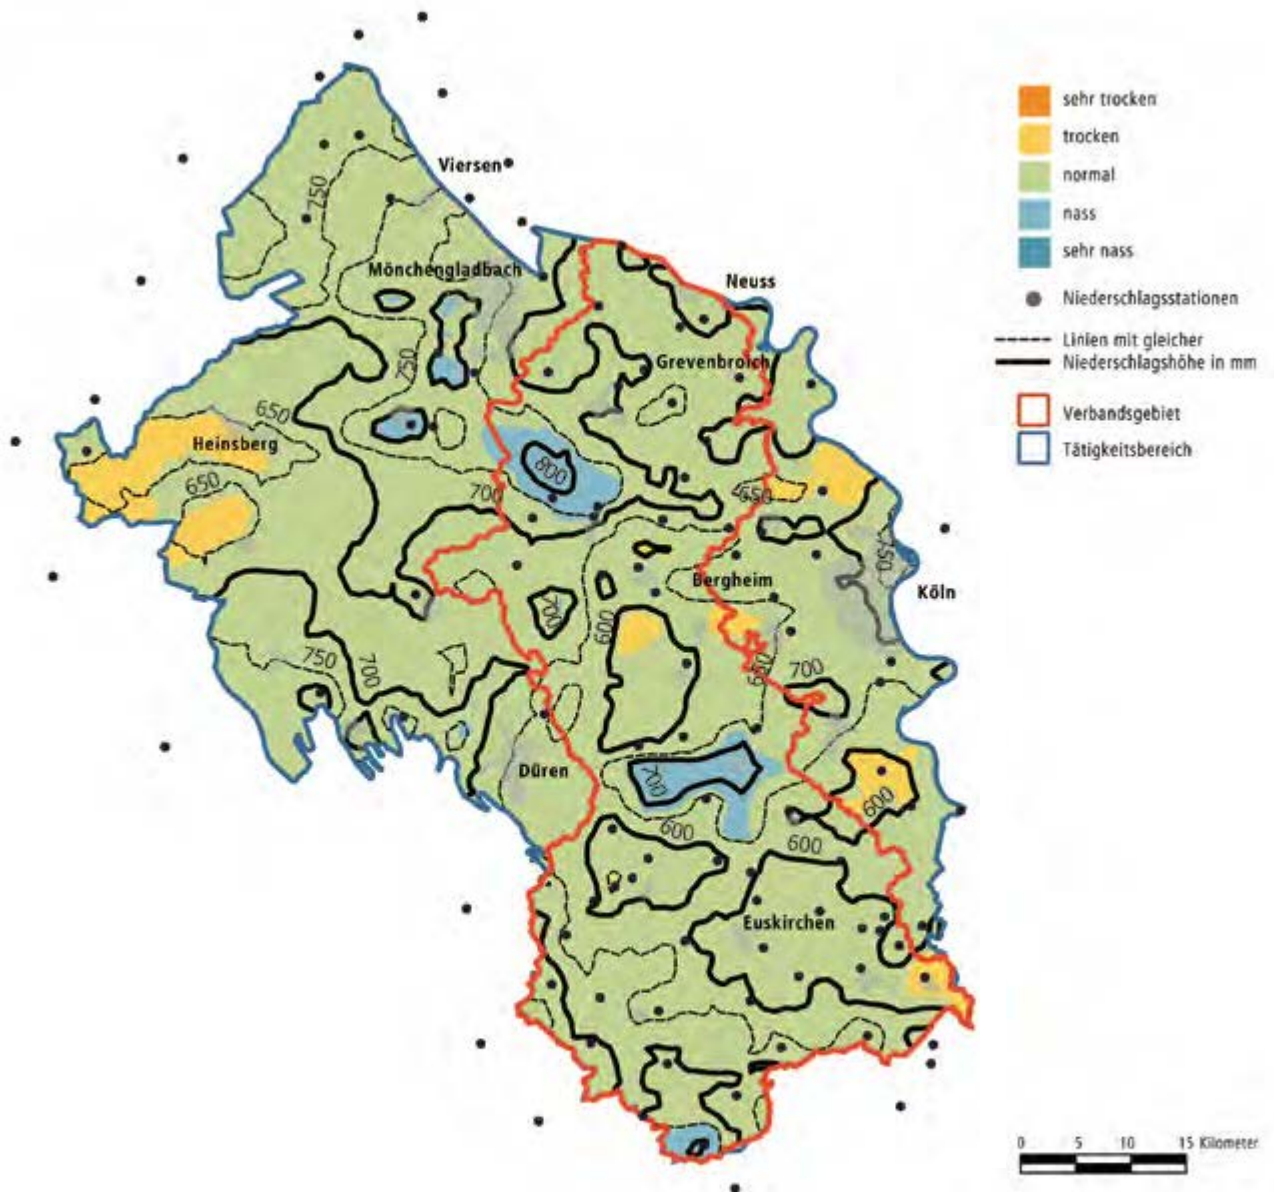 sehr trocken
trocken
normal
nass
sehr nass
Niederschlagsstationen
Linien mit gleicher
Niederschlagshöhe in mm
Verbandsgebiet
Tätigkeitsbereich
Viersen
750
Mönchengladbach
Neuss
750
Grevenbroich
650
Heinsberg
650
800
700
650
750
Bergheim
Köln
700
600
750
700
650
700
Düren
700
600
600
600
Euskirchen
0 5 10 15 Kilometer